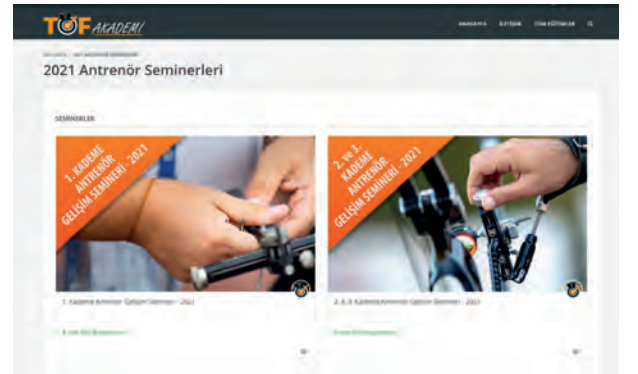 TOF AKADEMİ
ANASAYFA İLETİŞİM TÜM EĞİTİMLER
2021 Antrenör Seminerleri
SEMİNERLER
1. KADEME
ANTRENÖR
GELİŞİM SEMİNERİ - 2021
2. ve 3.
KADEME
ANTRENÖR
GELİŞİM SEMİNERİ - 2021
1. Kademe Antrenör Gelişim Semineri - 2021
2. & 3. Kademe Antrenör Gelişim Semineri - 2021